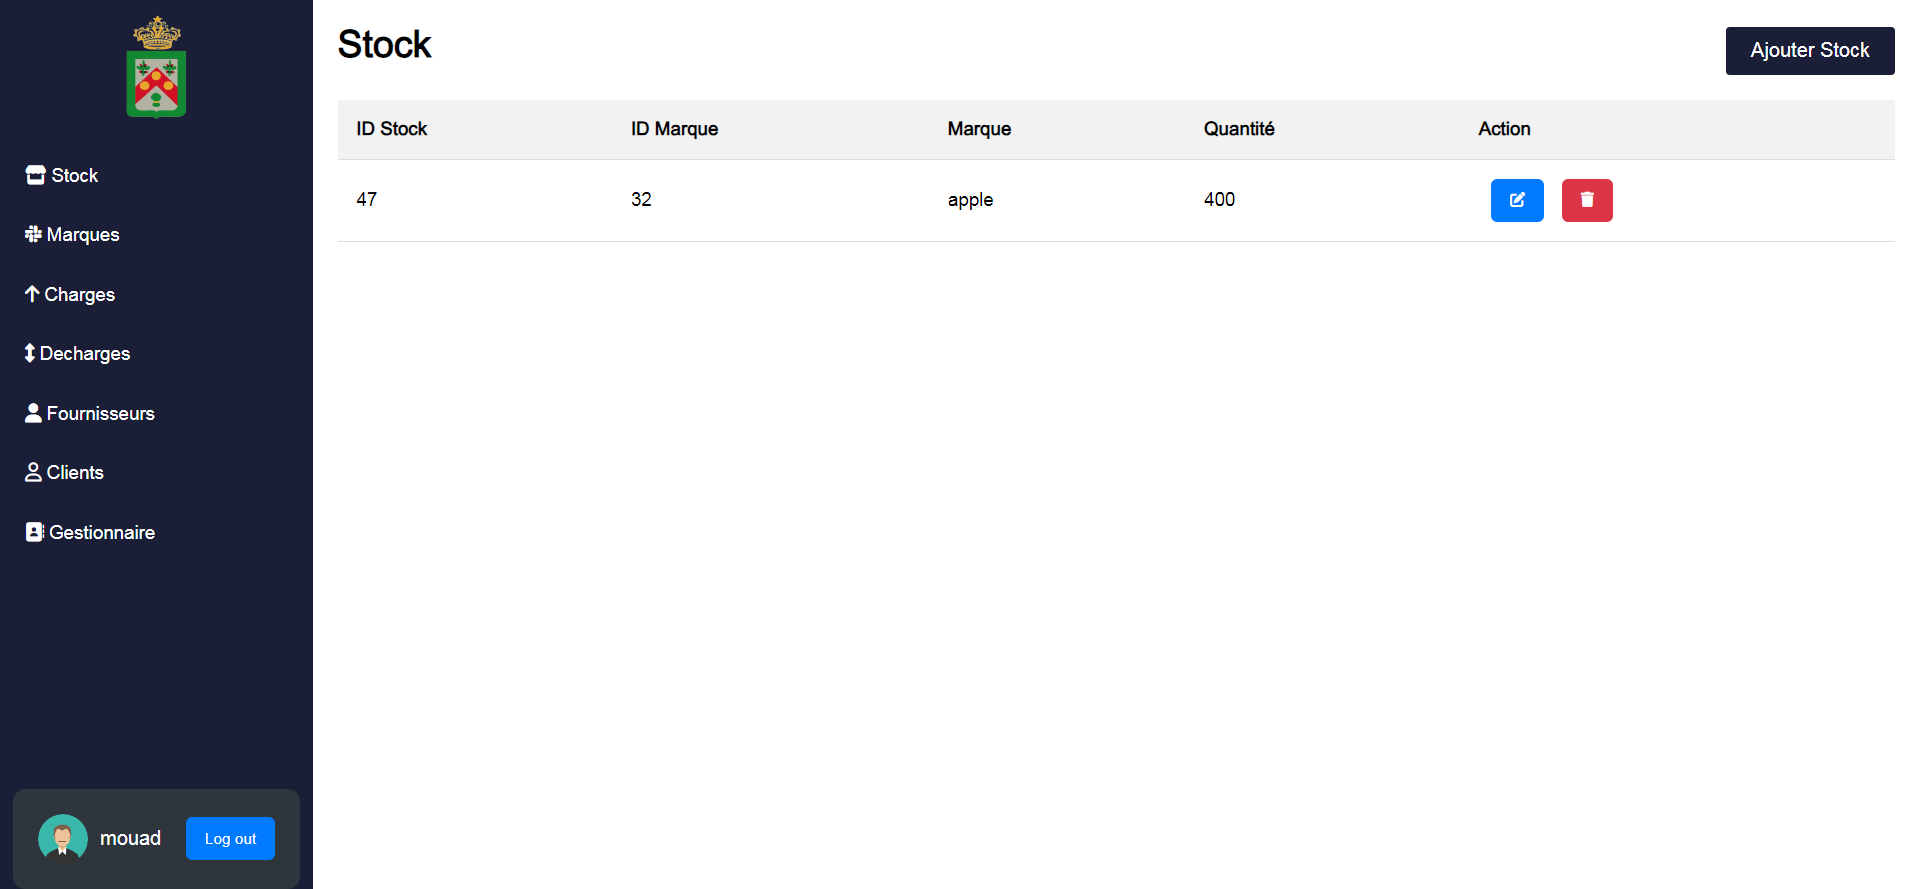 Stock
Marques
Charges
Decharges
Fournisseurs
Clients
Gestionnaire
mouad
Log out
Stock
Ajouter Stock
ID Stock ID Marque Marque Quantité Action
47 32 apple 400